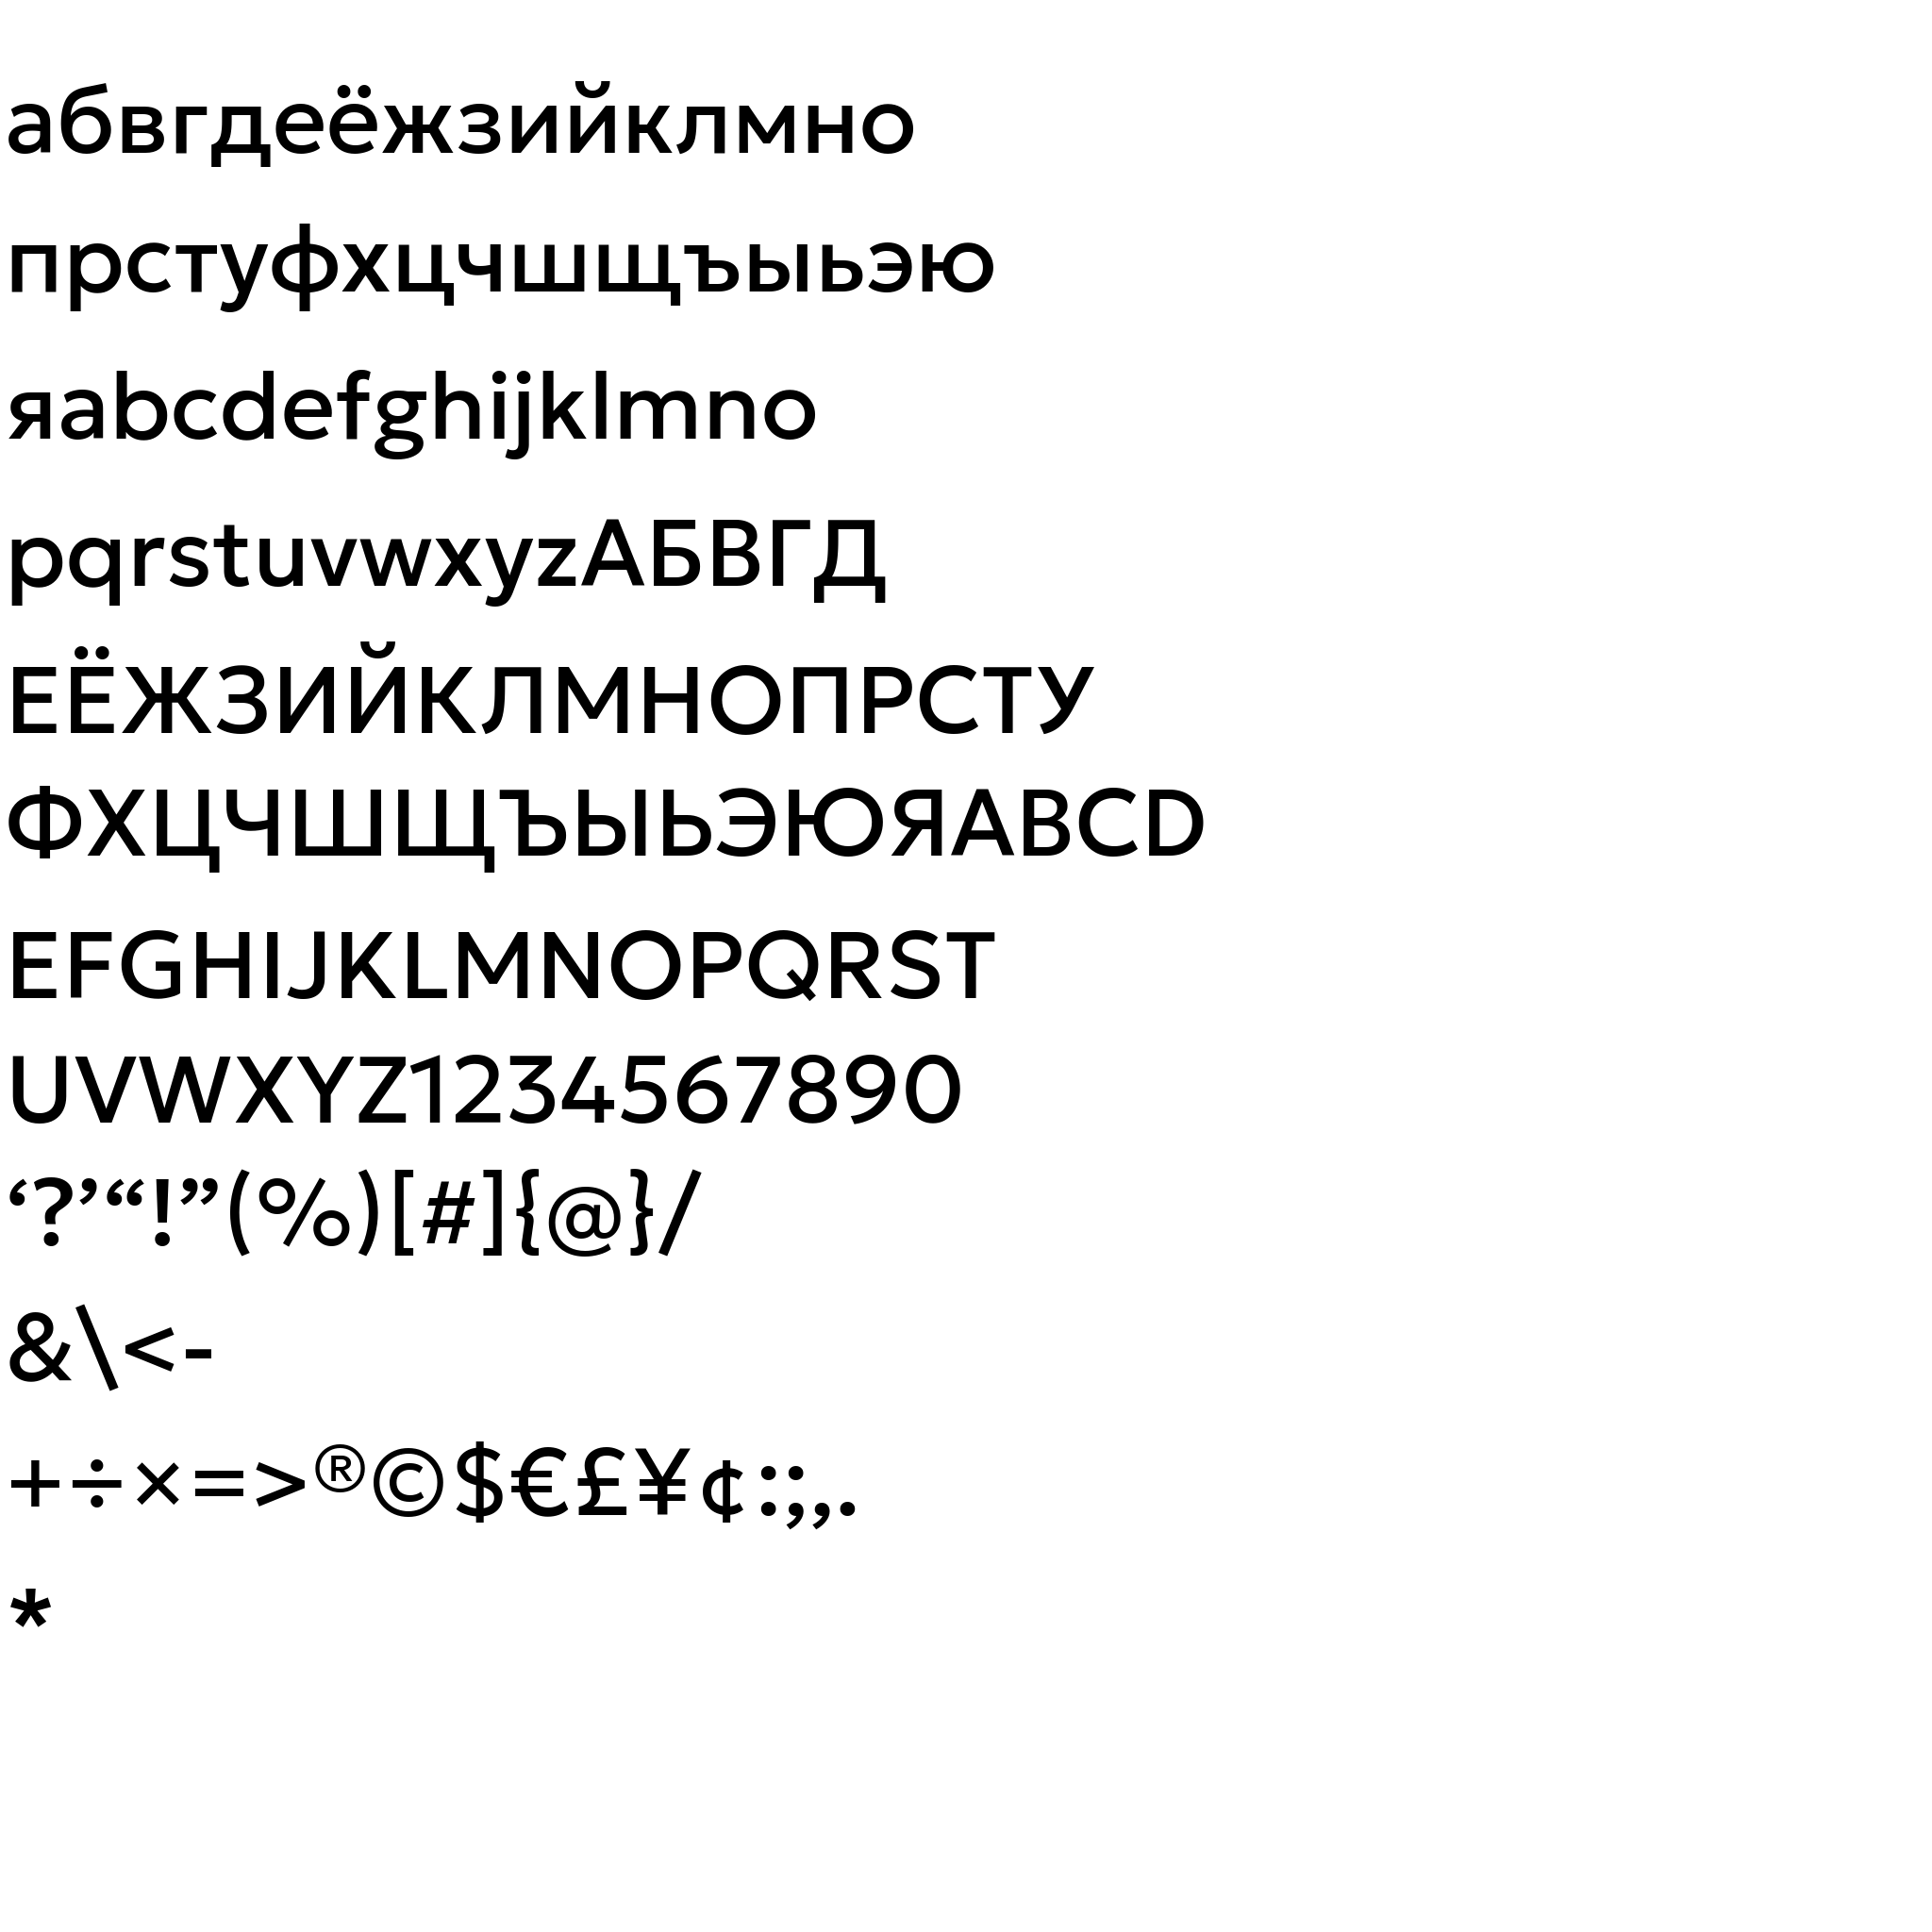 абвгдеёжзийклмно
прстуфхцчшщъыьэю
яabcdefghijklmno
pqrstuvwxyzАБВГД
ЕЁЖЗИЙКЛМНОПРСТУ
ФХЦЧШЩЪЫЬЭЮЯABCD
EFGHIJKLMNOPQRST
UVWXYZ1234567890
‘?’“!”(%)[#]{@}/
&\<-
+÷×=>®©$€£¥¢:;,.
*